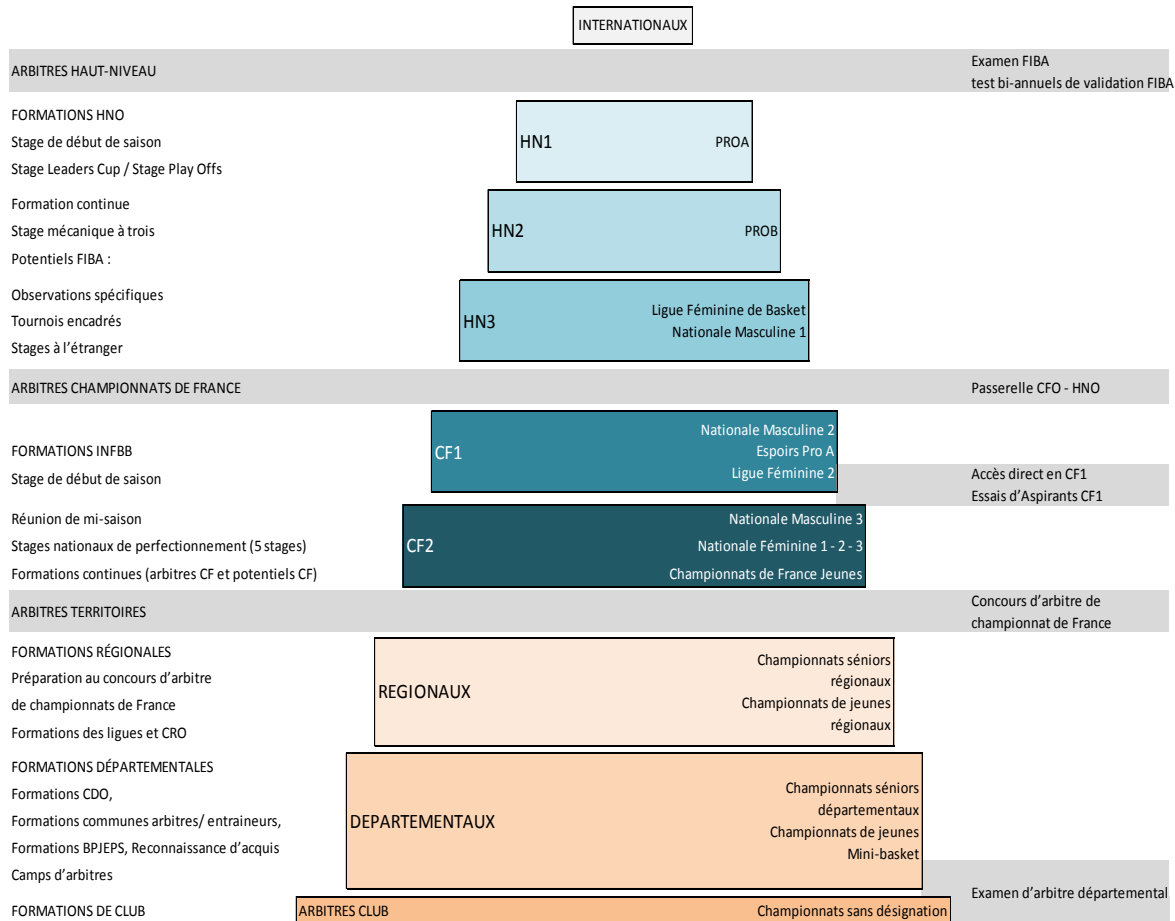 INTERNATIONAUX
ARBITRES HAUT-NIVEAU
Examen FIBA
test bi-annuels de validation FIBA
FORMATIONS HNO
Stage de début de saison
Stage Leaders Cup / Stage Play Offs
HN1
PROA
Formation continue
Stage mécanique à trois
Potentiels FIBA :
HN2
PROB
Observations spécifiques
Tournois encadrés
Stages à l'étranger
HN3
Ligue Féminine de Basket
Nationale Masculine 1
ARBITRES CHAMPIONNATS DE FRANCE
Passerelle CFO - HNO
FORMATIONS INFBB
Stage de début de saison
CF1
Nationale Masculine 2
Espoirs Pro A
Ligue Féminine 2
Accès direct en CF1
Essais d'Aspirants CF1
Réunion de mi-saison
Stages nationaux de perfectionnement (5 stages)
Formations continues (arbitres CF et potentiels CF)
CF2
Nationale Masculine 3
Nationale Féminine 1 - 2 - 3
Championnats de France Jeunes
ARBITRES TERRITOIRES
Concours d'arbitre de
championnat de France
FORMATIONS RÉGIONALES
Préparation au concours d'arbitre
de championnats de France
Formations des ligues et CRO
REGIONAUX
Championnats séniors
régionaux
Championnats de jeunes
régionaux
FORMATIONS DÉPARTEMENTALES
Formations CDO,
Formations communes arbitres/ entraineurs,
Formations BPJEPS, Reconnaissance d'acquis
Camps d'arbitres
DEPARTEMENTAUX
Championnats séniors
départementaux
Championnats de jeunes
Mini-basket
Examen d'arbitre départemental
FORMATIONS DE CLUB
ARBITRES CLUB
Championnats sans désignation